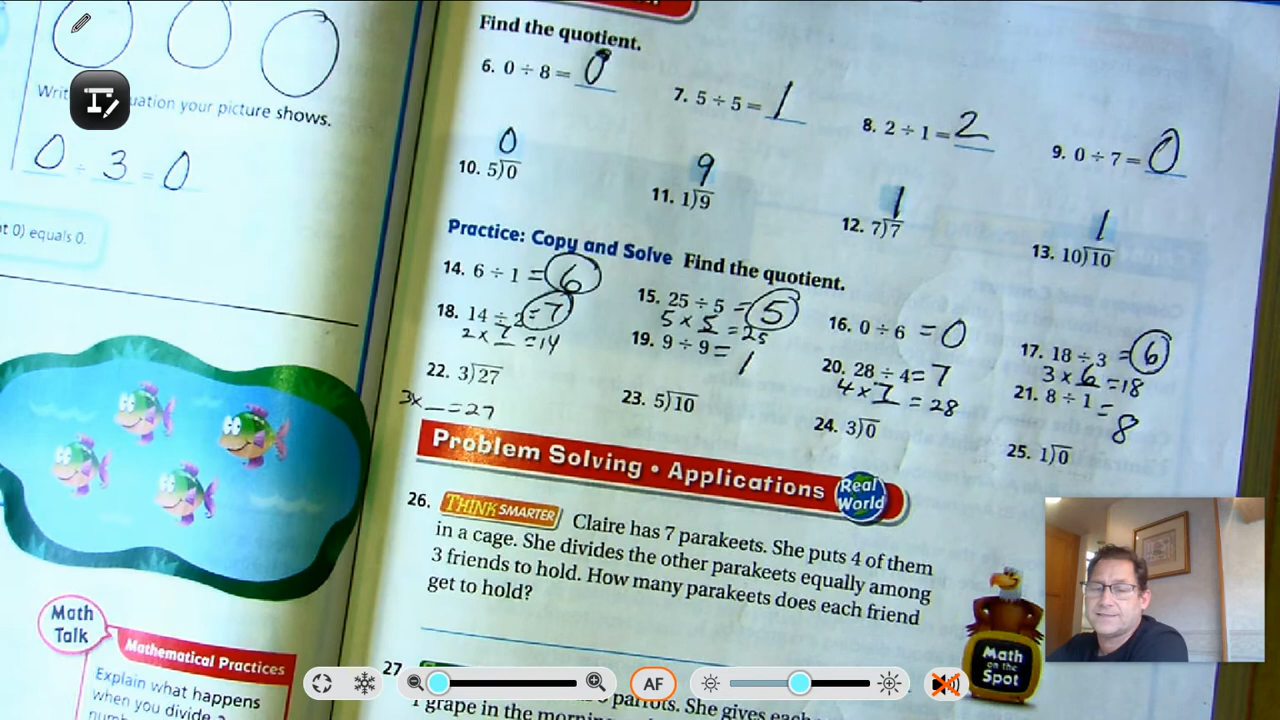 Find the quotient.
6. 0 ÷ 8 = 0
7. 5 ÷ 5 = 1
8. 2 ÷ 1 = 2
9. 0 ÷ 7 = 0
0
10. 5)0
9
11. 1)9
1
12. 7)7
1
13. 10)10
Practice: Copy and Solve Find the quotient.
14. 6 ÷ 1 = 6
15. 25 ÷ 5 = 5
5 x 5 = 25
16. 0 ÷ 6 = 0
17. 18 ÷ 3 = 6
3 x 6 = 18
18. 14 ÷ 2 = 7
2 x 7 = 14
19. 9 ÷ 9 = 1
20. 28 ÷ 4 = 7
4 x 7 = 28
21. 8 ÷ 1 = 8
22. 3)27
3x _ = 27
23. 5)10
24. 3)0
25. 1)0
Problem Solving • Applications Real World
26. THINK SMARTER Claire has 7 parakeets. She puts 4 of them
in a cage. She divides the other parakeets equally among
3 friends to hold. How many parakeets does each friend
get to hold?
Math on the Spot
27
parrots. She gives each
1 grape in the morning
uation your picture shows.
0 ÷ 3 = 0
0) equals 0.
Math Talk
Mathematical Practices
Explain what happens
when you divide a
AF